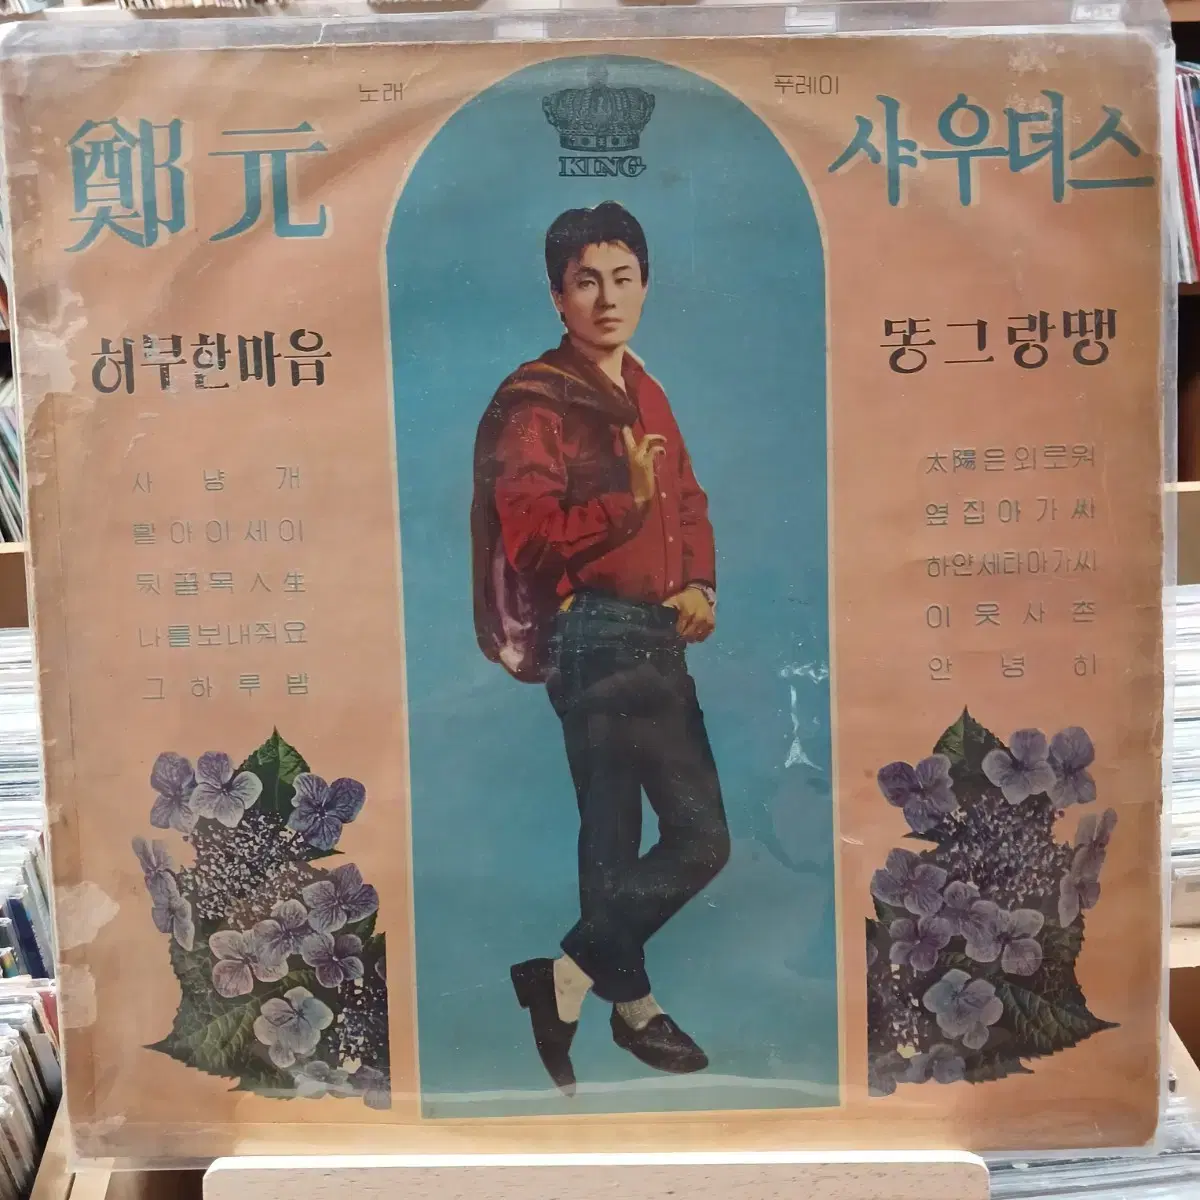 노래
鄭元
푸레이
샤우더스
KING
허무한마음
사냥개
활아이세이
뒷골목人生
나를보내줘요
그하루밤
똥그랑땡
太陽은외로워
옆집아가씨
하얀세타아가씨
이웃사촌
안녕히